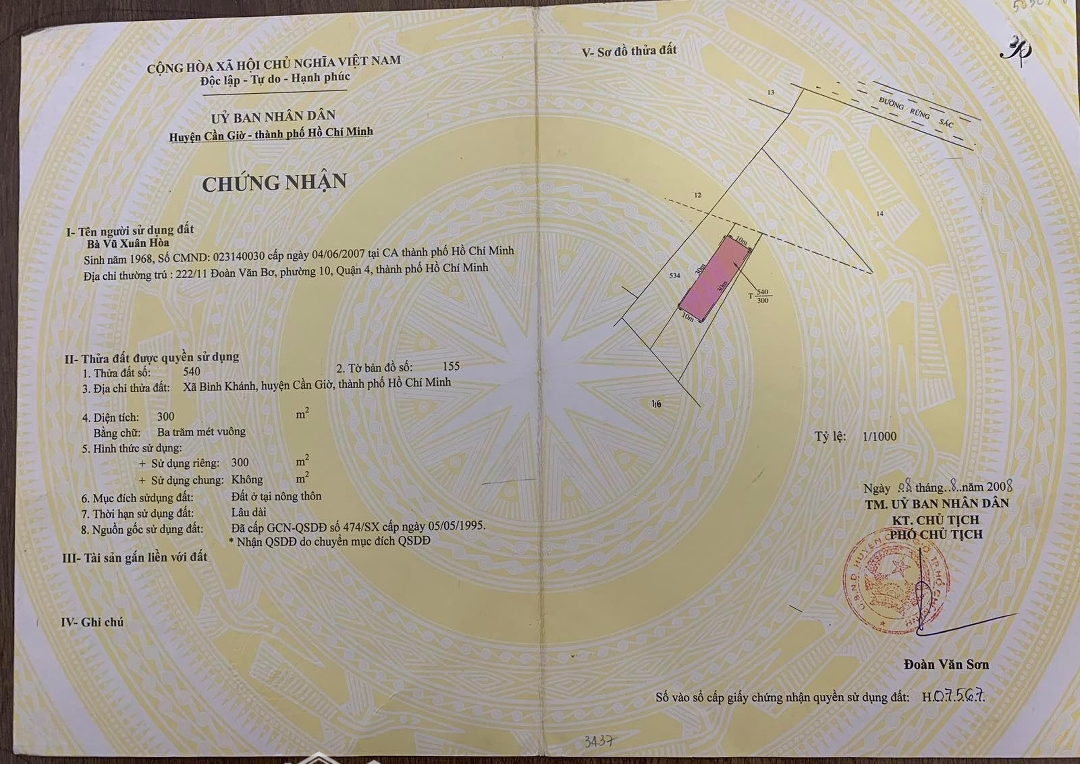 CỘNG HÒA XÃ HỘI CHỦ NGHĨA VIỆT NAM
Độc lập - Tự do - Hạnh phúc
UỶ BAN NHÂN DÂN
Huyện Cần Giờ - thành phố Hồ Chí Minh
CHỨNG NHẬN
I- Tên người sử dụng đất
Bà Vũ Xuân Hòa
Sinh năm 1968, Số CMND: 023140030 cấp ngày 04/06/2007 tại CA thành phố Hồ Chí Minh
Địa chỉ thường trú : 222/11 Đoàn Văn Bơ, phường 10, Quận 4, thành phố Hồ Chí Minh
II- Thửa đất được quyền sử dụng
1. Thửa đất số: 540 2. Tờ bản đồ số: 155
3. Địa chỉ thửa đất: Xã Bình Khánh, huyện Cần Giờ, thành phố Hồ Chí Minh
4. Diện tích: 300 m²
Bằng chữ: Ba trăm mét vuông
5. Hình thức sử dụng:
+ Sử dụng riêng: 300 m²
+ Sử dụng chung: Không m²
6. Mục đích sửdụng đất: Đất ở tại nông thôn
7. Thời hạn sử dụng đất: Lâu dài
8. Nguồn gốc sử dụng đất: Đã cấp GCN-QSDĐ số 474/SX cấp ngày 05/05/1995.
* Nhận QSDĐ do chuyển mục đích QSDĐ
III- Tài sản gắn liền với đất
IV- Ghi chú
V- Sơ đồ thửa đất
13
ĐƯỜNG RỪNG SÁC
12
14
10m
534
30m
30m
T 540
300
10m
16
Tỷ lệ: 1/1000
Ngày 08 tháng..8..năm 2008
TM. UỶ BAN NHÂN DÂN
KT. CHỦ TỊCH
PHÓ CHỦ TỊCH
Đoàn Văn Sơn
Số vào sổ cấp giấy chứng nhận quyền sử dụng đất: H.07567.
3437